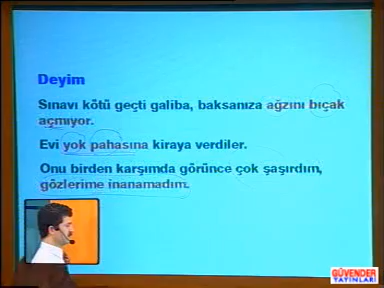 Deyim
Sınavı kötü geçti galiba, baksanıza ağzını bıçak
açmıyor.
Evi yok pahasına kiraya verdiler.
Onu birden karşımda görünce çok şaşırdım,
gözlerime inanamadım.
GÜVENDER
YAYINLARI